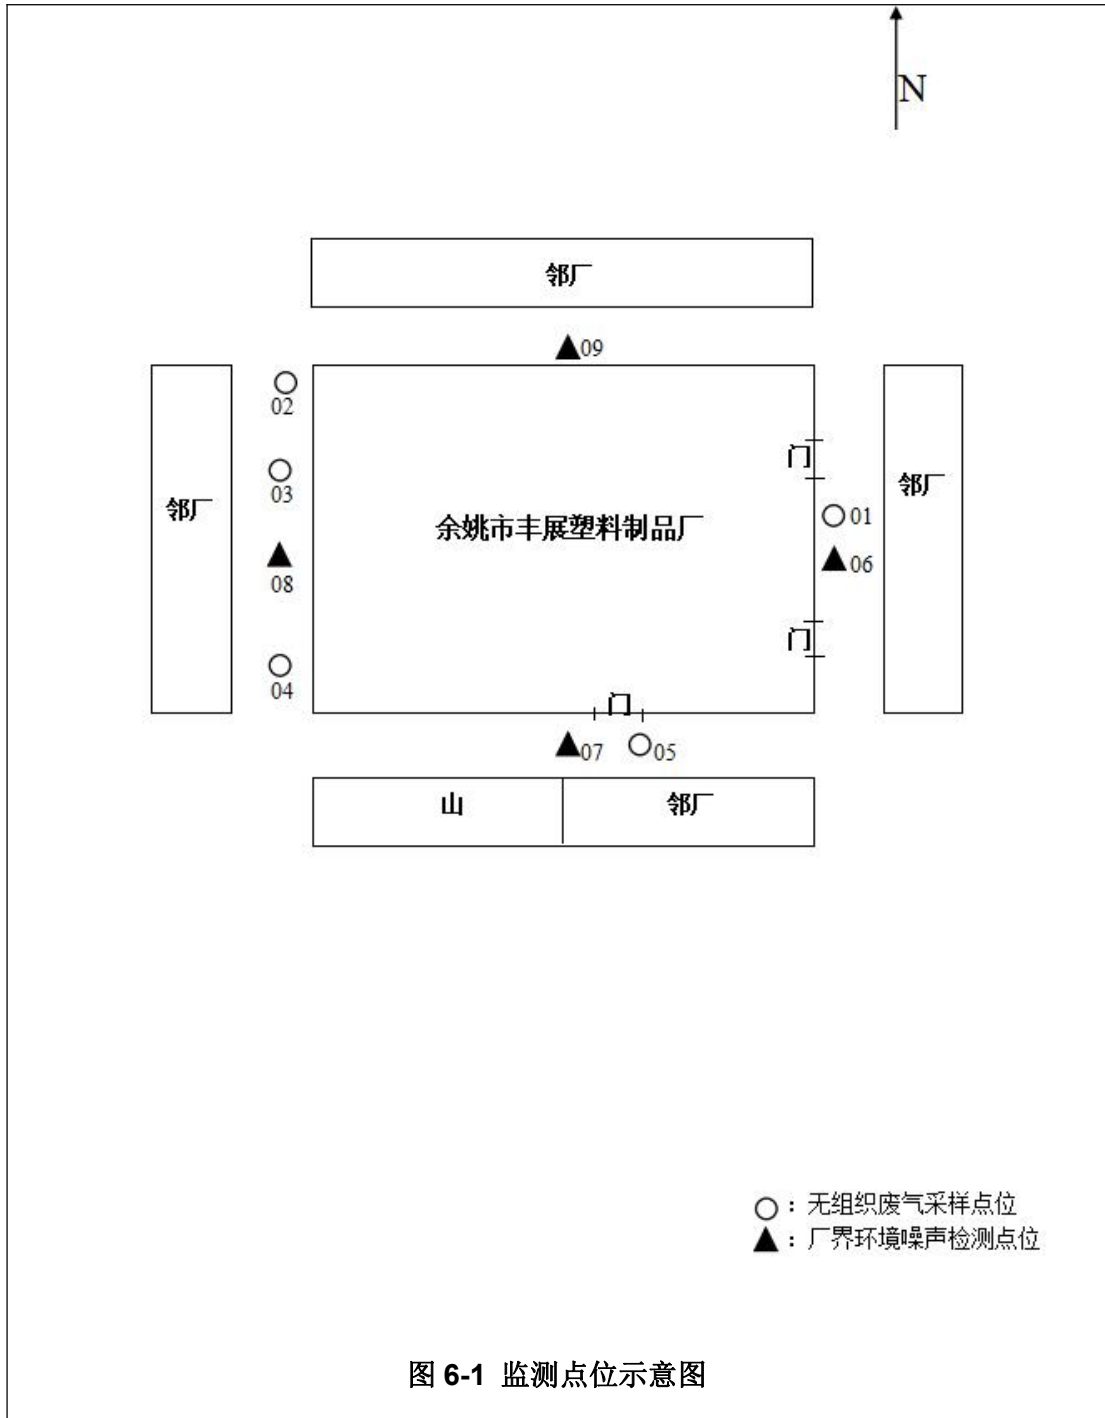 N
邻厂
09
02
门
03
邻厂
邻厂
余姚市丰展塑料制品厂
01
06
08
门
04
门
07
05
山
邻厂
○：无组织废气采样点位
▲：厂界环境噪声检测点位
图 6-1 监测点位示意图